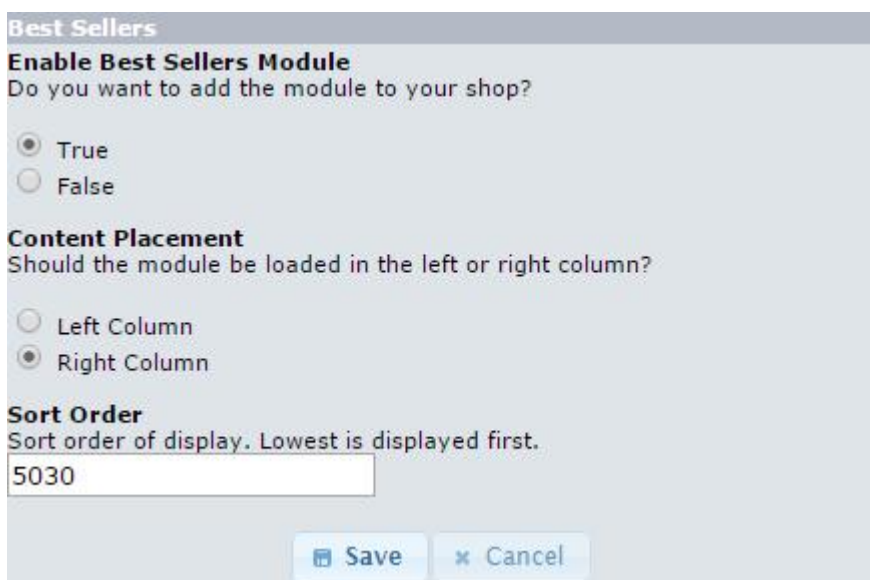 Best Sellers
Enable Best Sellers Module
Do you want to add the module to your shop?
True
False
Content Placement
Should the module be loaded in the left or right column?
Left Column
Right Column
Sort Order
Sort order of display. Lowest is displayed first.
5030
Save Cancel